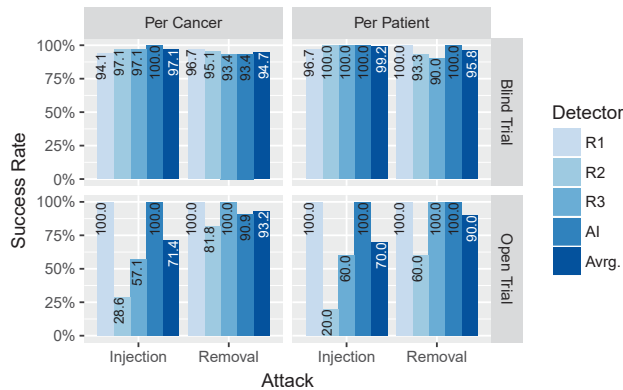 Per Cancer Per Patient
100% 94.1 97.1 97.1 100.0 97.1 96.7 95.1 93.4 93.4 94.7 96.7 100.0 100.0 100.0 99.2 100.0 93.3 90.0 100.0 95.8
75%
50%
25%
0%
Blind Trial
100% 100.0 28.6 57.1 100.0 71.4 100.0 81.8 100.0 90.9 93.2 100.0 20.0 60.0 100.0 70.0 100.0 60.0 100.0 100.0 90.0
75%
50%
25%
0%
Open Trial
Injection Removal Injection Removal
Attack
Success Rate
Detector
R1
R2
R3
AI
Avrg.